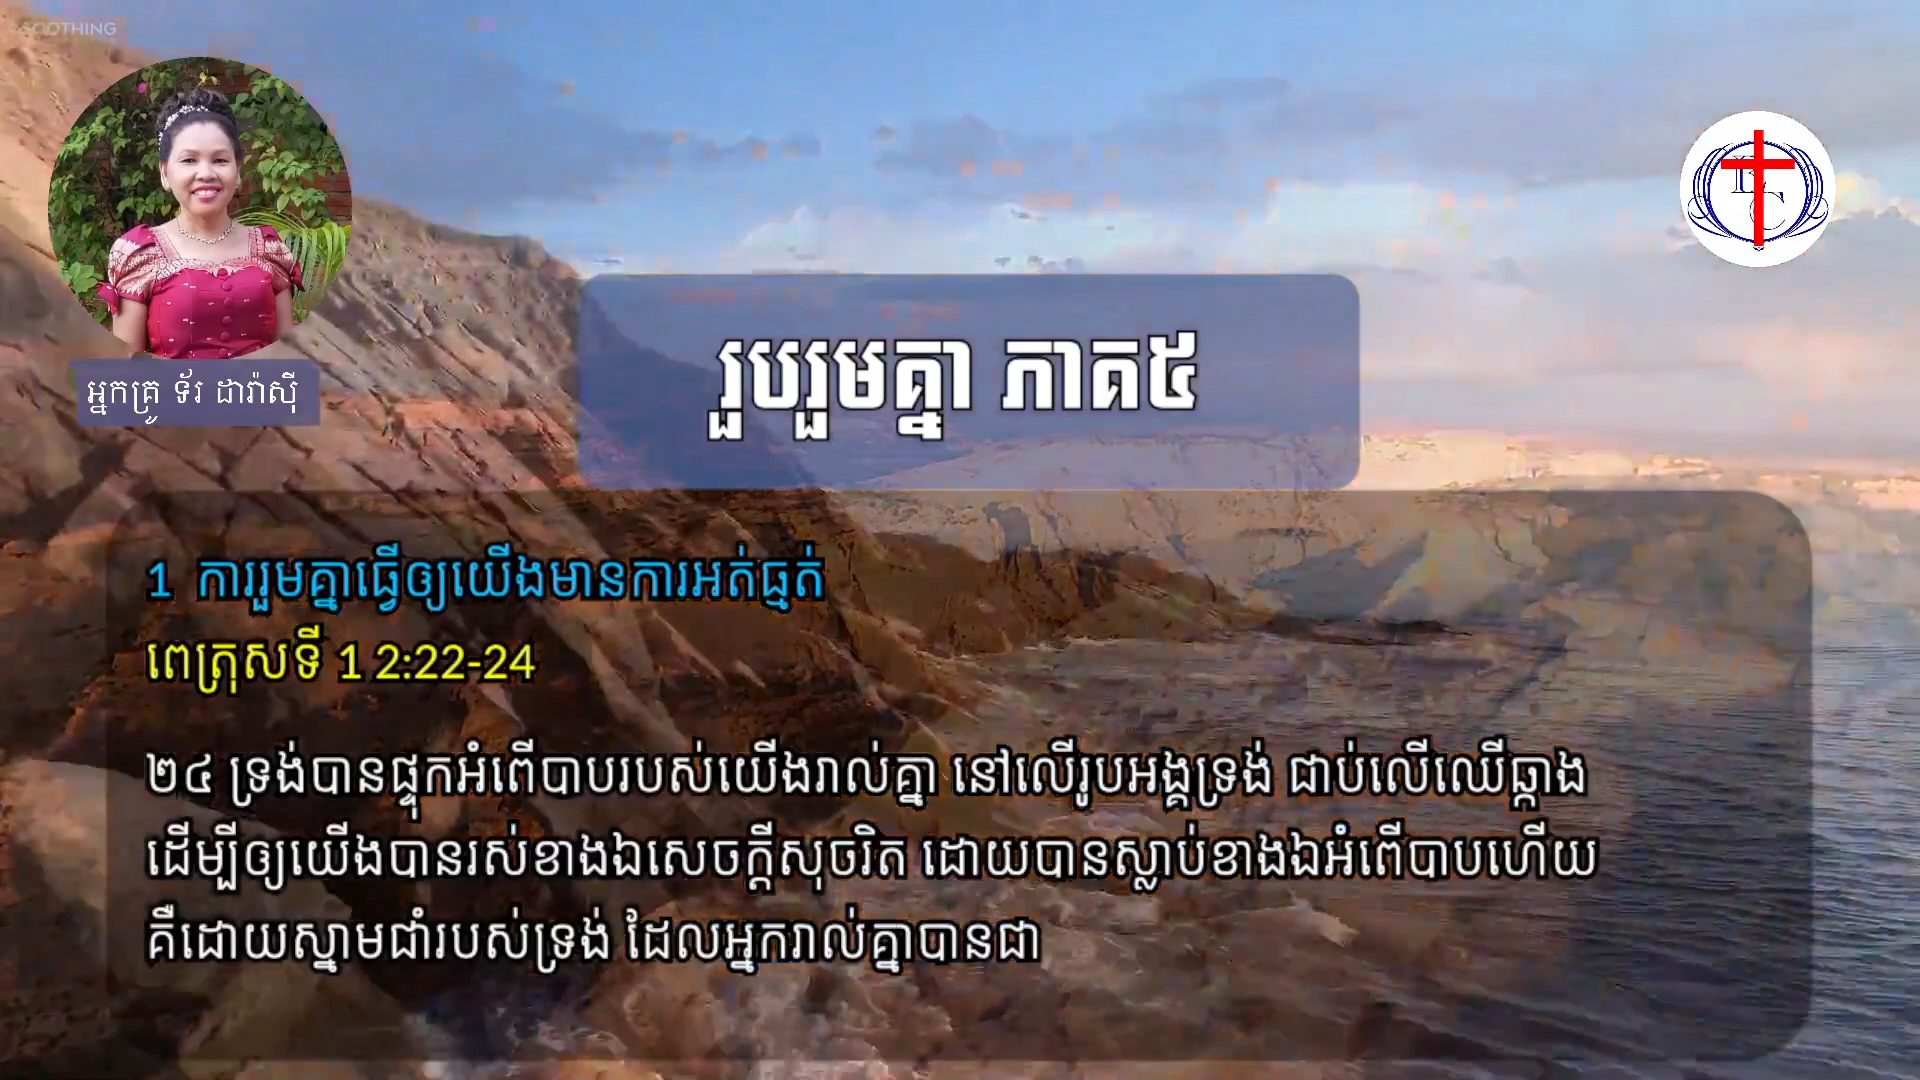 SOOTHING
អ្នកគ្រូ ទ័រ ដារ៉ាស៊ី
រួបរួមគ្នា ភាគ៥
1 ការរួមគ្នាធ្វើឲ្យយើងមានការអត់ធ្មត់
ពេត្រុសទី 1 2:22-24
២៤ ទ្រង់បានផ្ទុកអំពើបាបរបស់យើងរាល់គ្នា នៅលើរូបអង្គទ្រង់ ជាប់លើឈើឆ្កាង
ដើម្បីឲ្យយើងបានរស់ខាងឯសេចក្ដីសុចរិត ដោយបានស្លាប់ខាងឯអំពើបាបហើយ
គឺដោយស្នាមជាំរបស់ទ្រង់ ដែលអ្នករាល់គ្នាបានជា